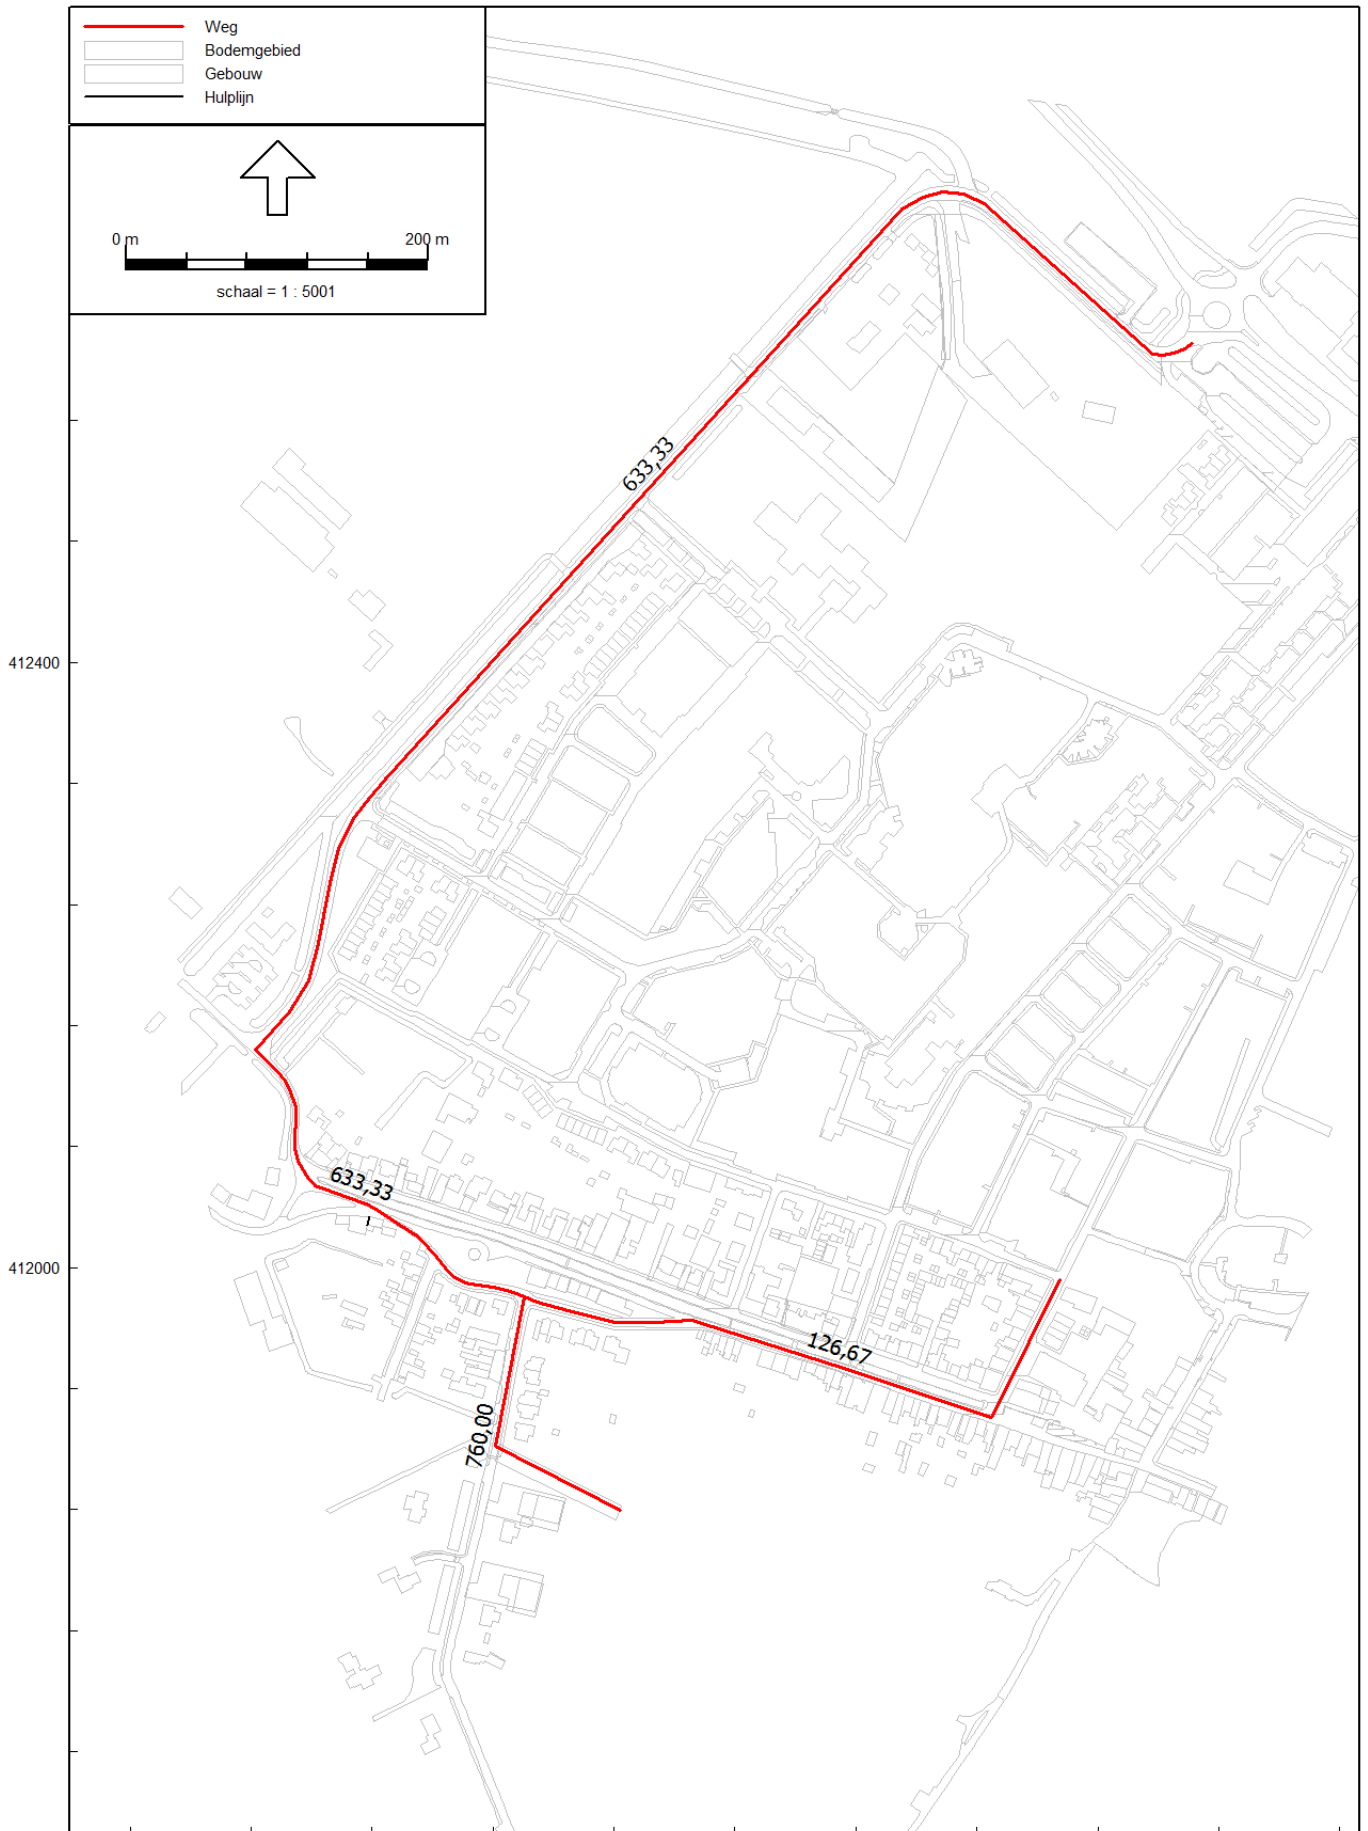 Weg
Bodemgebied
Gebouw
Hulplijn
0 m 200 m
schaal = 1 : 5001
633,33
412400
633,33
412000
126,67
760,00